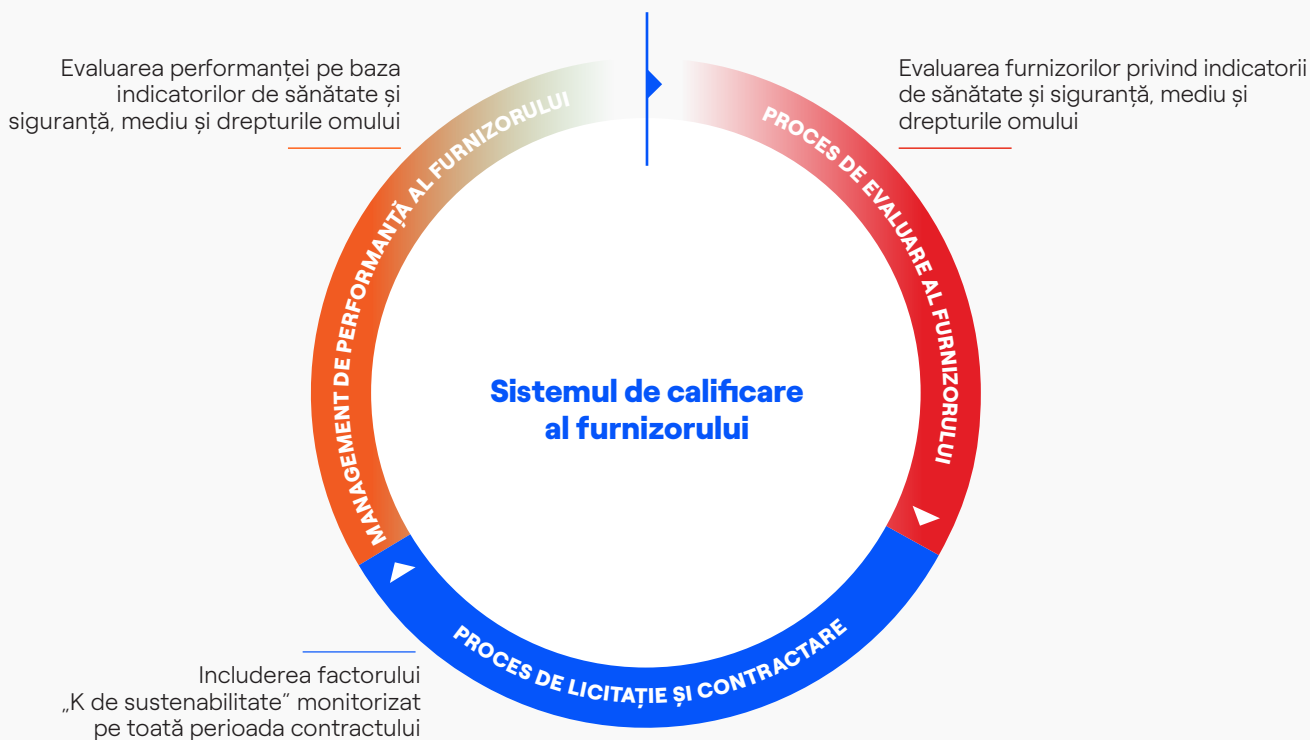 Evaluarea performanței pe baza
indicatorilor de sănătate și
siguranță, mediu și drepturile omului
Evaluarea furnizorilor privind indicatorii
de sănătate și siguranță, mediu și
drepturile omului
MANAGEMENT DE PERFORMANȚĂ AL FURNIZORULUI
PROCES DE EVALUARE AL FURNIZORULUI
Sistemul de calificare
al furnizorului
PROCES DE LICITAȚIE ȘI CONTRACTARE
Includerea factorului
„K de sustenabilitate” monitorizat
pe toată perioada contractului